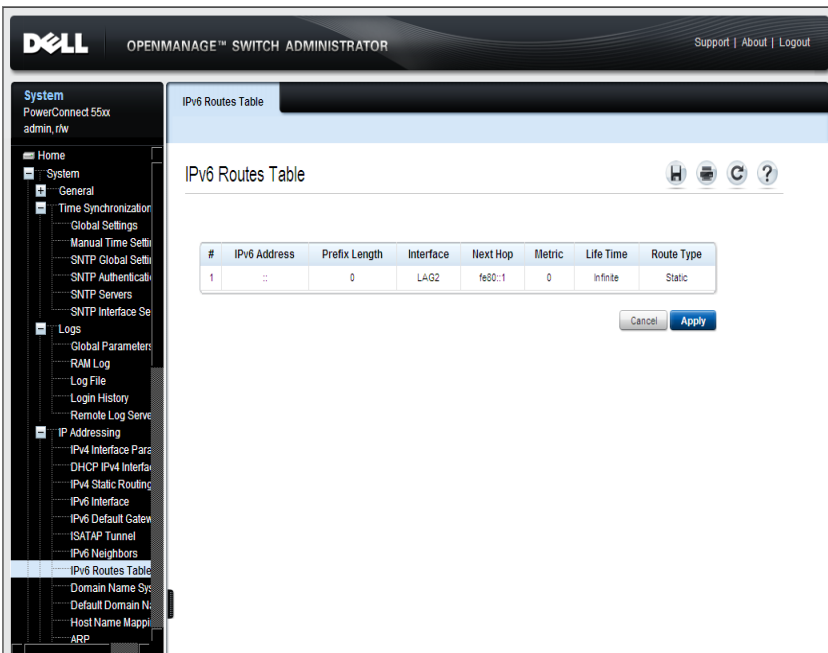 DELL OPENMANAGE™ SWITCH ADMINISTRATOR
Support | About | Logout
System
PowerConnect 55xx
admin, r/w
Home
System
General
Time Synchronization
Global Settings
Manual Time Settin
SNTP Global Settin
SNTP Authenticatio
SNTP Servers
SNTP Interface Se
Logs
Global Parameters
RAM Log
Log File
Login History
Remote Log Serve
IP Addressing
IPv4 Interface Para
DHCP IPv4 Interfac
IPv4 Static Routing
IPv6 Interface
IPv6 Default Gatew
ISATAP Tunnel
IPv6 Neighbors
IPv6 Routes Table
Domain Name Sys
Default Domain Na
Host Name Mappi
ARP
IPv6 Routes Table
IPv6 Routes Table
# IPv6 Address Prefix Length Interface Next Hop Metric Life Time Route Type
1 :: 0 LAG2 fe80::1 0 Infinite Static
Cancel Apply